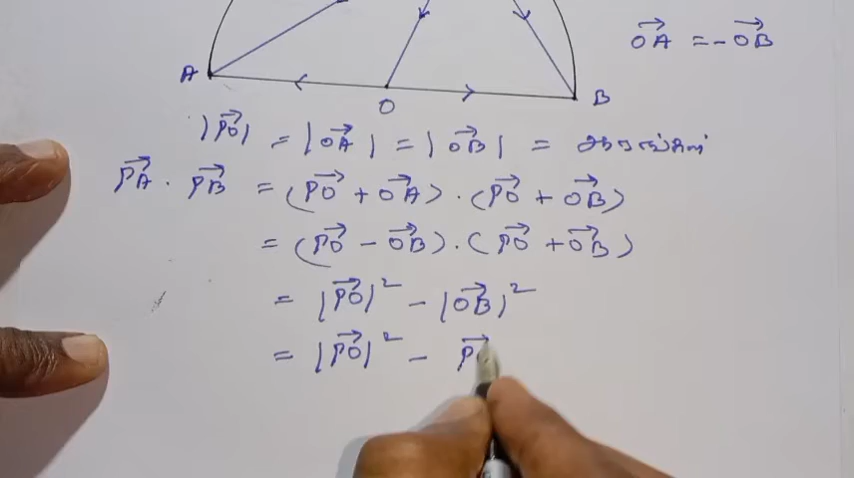 OA⃗ = -OB⃗
A
O
B
|PO⃗| = |OA⃗| = |OB⃗| = ஆரங்கள்
PA⃗ . PB⃗ = (PO⃗ + OA⃗) . (PO⃗ + OB⃗)
= (PO⃗ - OB⃗) . (PO⃗ + OB⃗)
= |PO⃗|² - |OB⃗|²
= |PO⃗|² - PO⃗